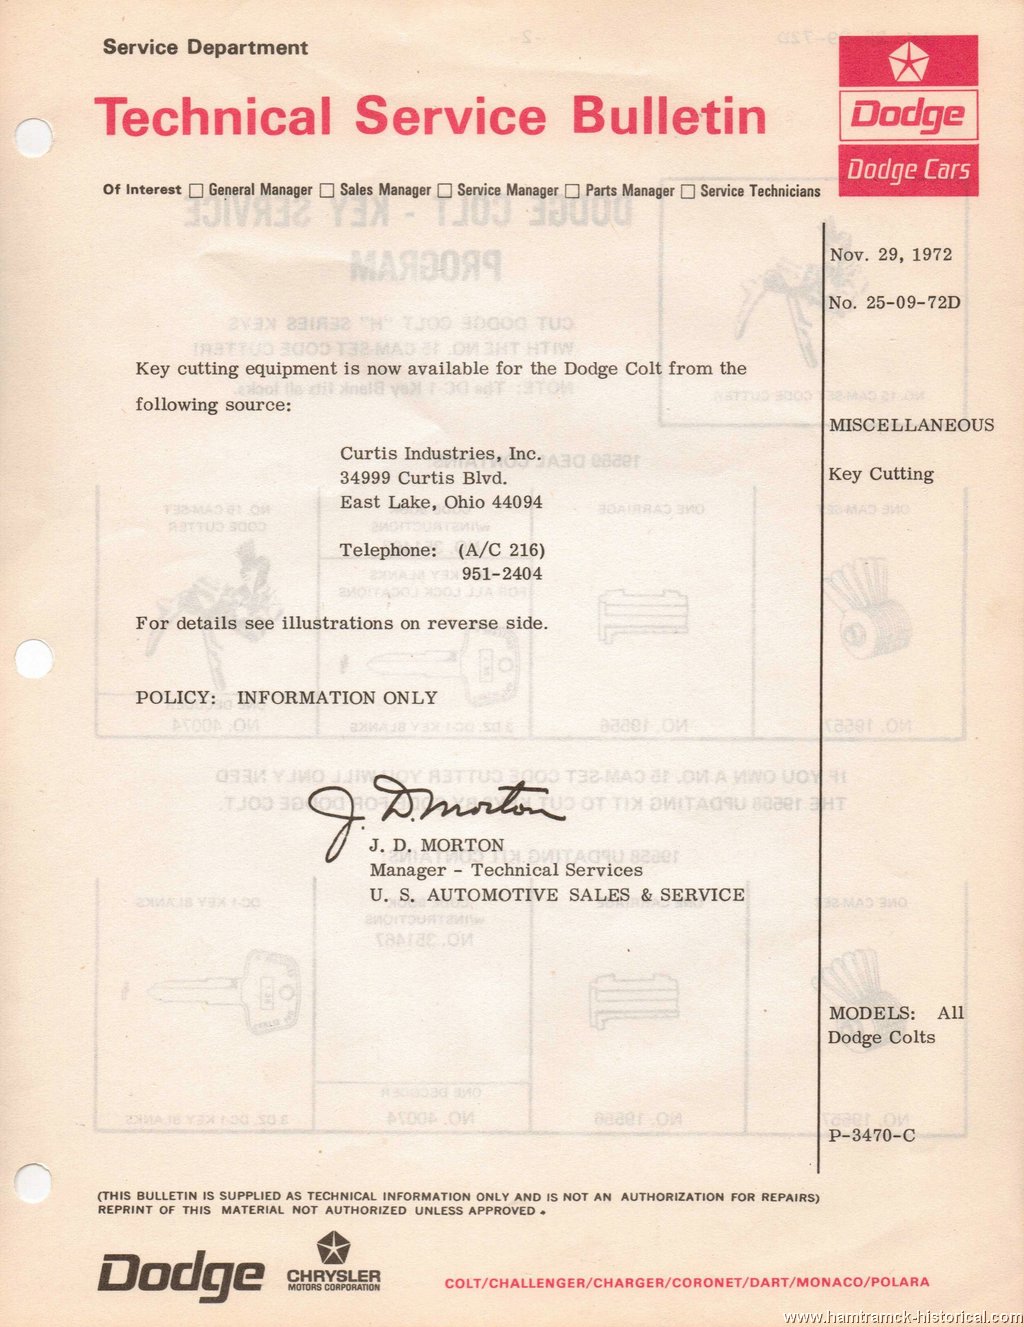 Service Department
Technical Service Bulletin
Dodge
Dodge Cars
Of Interest □ General Manager □ Sales Manager □ Service Manager □ Parts Manager □ Service Technicians
Nov. 29, 1972
No. 25-09-72D
Key cutting equipment is now available for the Dodge Colt from the
following source:
MISCELLANEOUS
Key Cutting
Curtis Industries, Inc.
34999 Curtis Blvd.
East Lake, Ohio 44094
Telephone: (A/C 216)
951-2404
For details see illustrations on reverse side.
POLICY: INFORMATION ONLY
J. D. Morton
J. D. MORTON
Manager - Technical Services
U. S. AUTOMOTIVE SALES & SERVICE
MODELS: All
Dodge Colts
P-3470-C
(THIS BULLETIN IS SUPPLIED AS TECHNICAL INFORMATION ONLY AND IS NOT AN AUTHORIZATION FOR REPAIRS)
REPRINT OF THIS MATERIAL NOT AUTHORIZED UNLESS APPROVED.
Dodge
CHRYSLER
MOTORS CORPORATION
COLT/CHALLENGER/CHARGER/CORONET/DART/MONACO/POLARA
www.hamtramck-historical.com